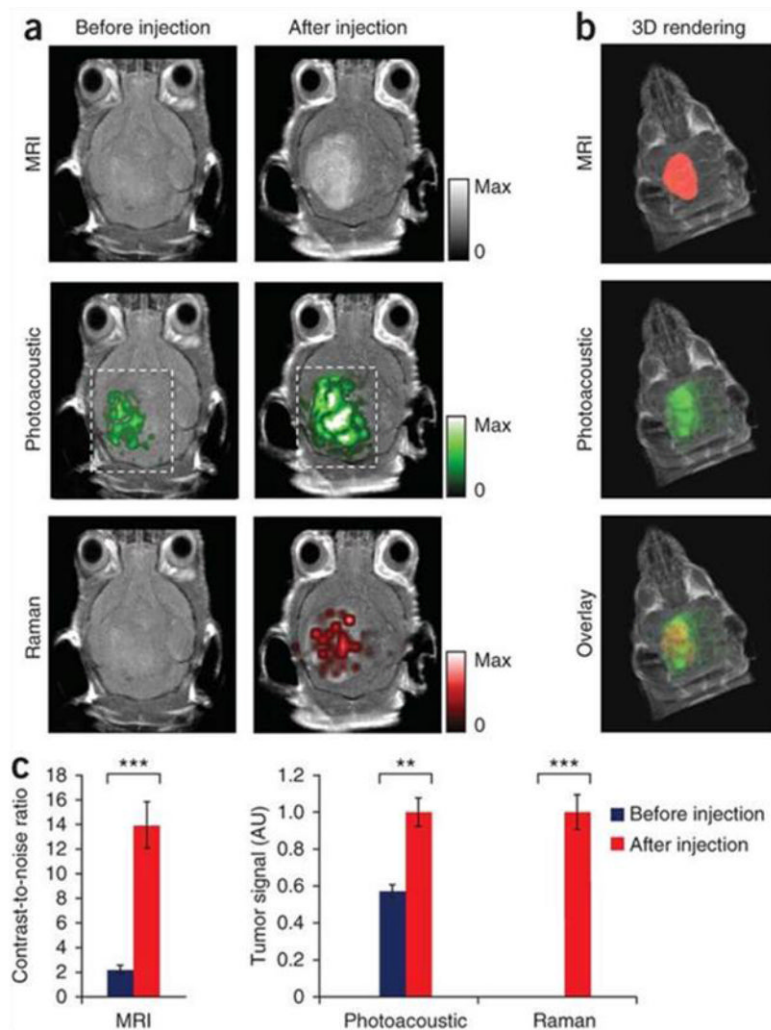 a
Before injection
After injection
MRI
Max
0
Photoacoustic
Max
0
Raman
Max
0
b
3D rendering
MRI
Photoacoustic
Overlay
c
Contrast-to-noise ratio
18
16
14
12
10
8
6
4
2
0
***
MRI
Tumor signal (AU)
1.2
1.0
0.8
0.6
0.4
0.2
0
**
***
Photoacoustic
Raman
Before injection
After injection